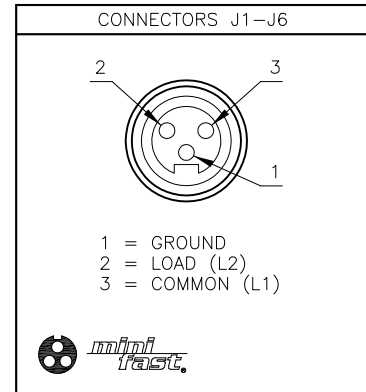 CONNECTORS J1-J6
2 3
1
1 = GROUND
2 = LOAD (L2)
3 = COMMON (L1)
mini
fast.